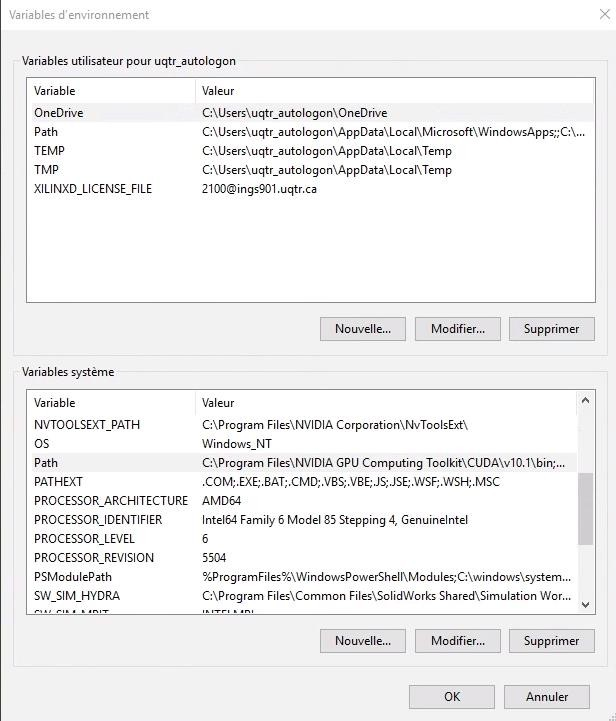 Variables d'environnement
Variables utilisateur pour uqtr_autologon
Variable Valeur
OneDrive C:\Users\uqtr_autologon\OneDrive
Path C:\Users\uqtr_autologon\AppData\Local\Microsoft\WindowsApps;;C:\...
TEMP C:\Users\uqtr_autologon\AppData\Local\Temp
TMP C:\Users\uqtr_autologon\AppData\Local\Temp
XILINXD_LICENSE_FILE 2100@ings901.uqtr.ca
Nouvelle... Modifier... Supprimer
Variables système
Variable Valeur
NVTOOLSEXT_PATH C:\Program Files\NVIDIA Corporation\NvToolsExt\
OS Windows_NT
Path C:\Program Files\NVIDIA GPU Computing Toolkit\CUDA\v10.1\bin;...
PATHEXT .COM;.EXE;.BAT;.CMD;.VBS;.VBE;.JS;.JSE;.WSF;.WSH;.MSC
PROCESSOR_ARCHITECTURE AMD64
PROCESSOR_IDENTIFIER Intel64 Family 6 Model 85 Stepping 4, GenuineIntel
PROCESSOR_LEVEL 6
PROCESSOR_REVISION 5504
PSModulePath %ProgramFiles%\WindowsPowerShell\Modules;C:\windows\system...
SW_SIM_HYDRA C:\Program Files\Common Files\SolidWorks Shared\Simulation Wor...
Nouvelle... Modifier... Supprimer
OK Annuler